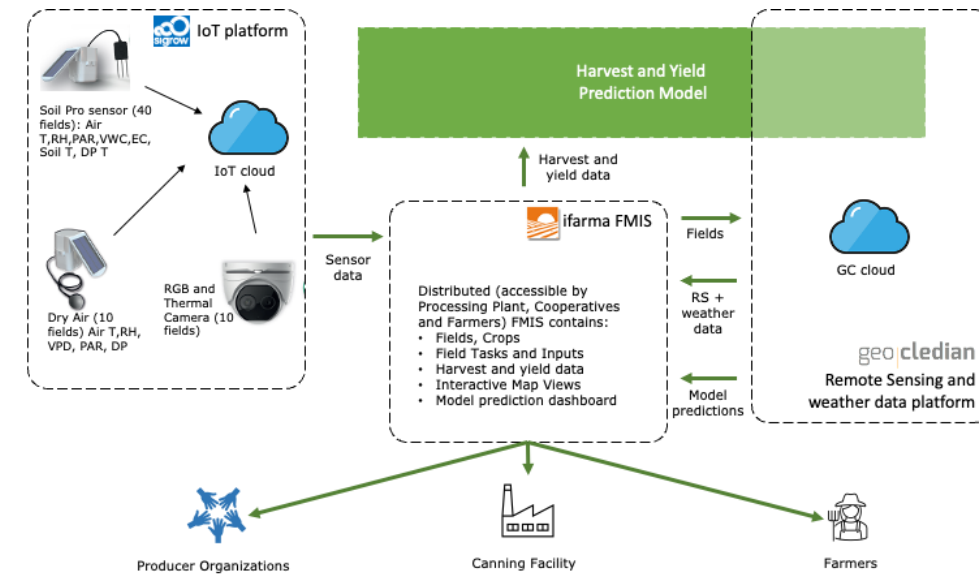 sigrow
IoT platform
Soil Pro sensor (40
fields): Air
T,RH,PAR,VWC,EC,
Soil T, DP T
IoT cloud
Dry Air (10
fields) Air T,RH,
VPD, PAR, DP
RGB and
Thermal
Camera (10
fields)
Sensor
data
Harvest and Yield
Prediction Model
Harvest and
yield data
ifarma FMIS
Distributed (accessible by
Processing Plant, Cooperatives
and Farmers) FMIS contains:
• Fields, Crops
• Field Tasks and Inputs
• Harvest and yield data
• Interactive Map Views
• Model prediction dashboard
Fields
RS +
weather
data
Model
predictions
GC cloud
geo|cledian
Remote Sensing and
weather data platform
Producer Organizations
Canning Facility
Farmers